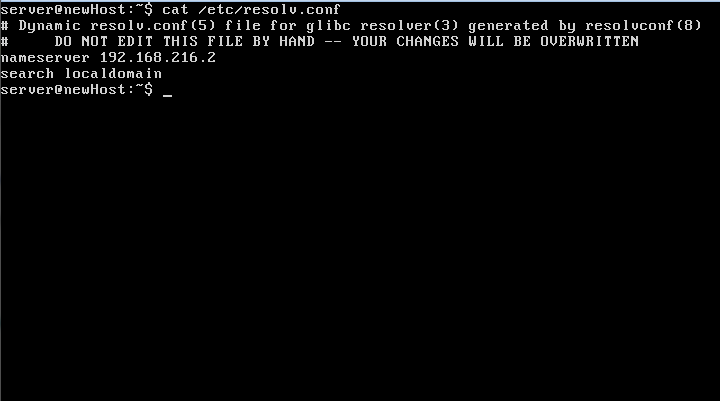 server@newHost:~$ cat /etc/resolv.conf
# Dynamic resolv.conf(5) file for glibc resolver(3) generated by resolvconf(8)
#     DO NOT EDIT THIS FILE BY HAND -- YOUR CHANGES WILL BE OVERWRITTEN
nameserver 192.168.216.2
search localdomain
server@newHost:~$ _